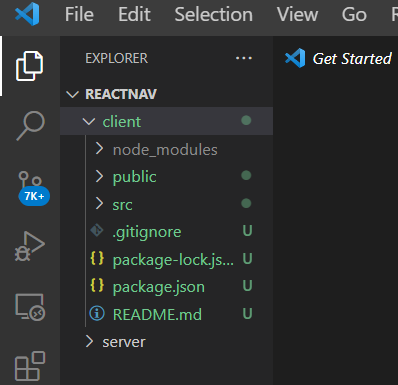 File Edit Selection View Go R
EXPLORER ...
Get Started
REACTNAV
client
node_modules
public
src
.gitignore U
7K+
package-lock.js... U
package.json U
README.md U
server